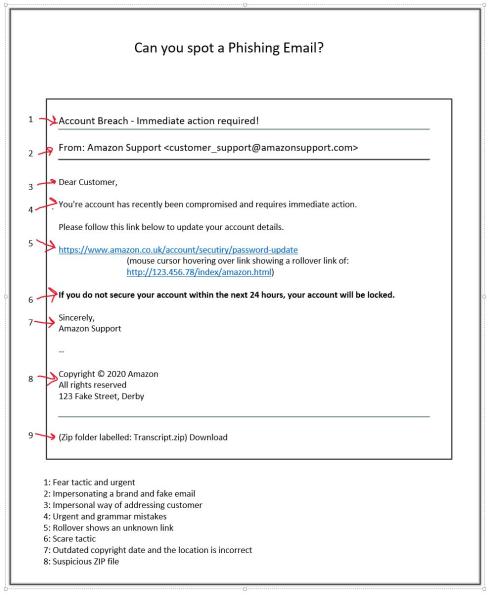 Can you spot a Phishing Email?
1 Account Breach - Immediate action required!
2 From: Amazon Support <customer_support@amazonsupport.com>
3 Dear Customer,
4 You're account has recently been compromised and requires immediate action.
Please follow this link below to update your account details.
5 https://www.amazon.co.uk/account/secutiry/password-update
(mouse cursor hovering over link showing a rollover link of:
http://123.456.78/index/amazon.html)
6 If you do not secure your account within the next 24 hours, your account will be locked.
Sincerely,
7 Amazon Support
--
8 Copyright © 2020 Amazon
All rights reserved
123 Fake Street, Derby
9 (Zip folder labelled: Transcript.zip) Download
1: Fear tactic and urgent
2: Impersonating a brand and fake email
3: Impersonal way of addressing customer
4: Urgent and grammar mistakes
5: Rollover shows an unknown link
6: Scare tactic
7: Outdated copyright date and the location is incorrect
8: Suspicious ZIP file